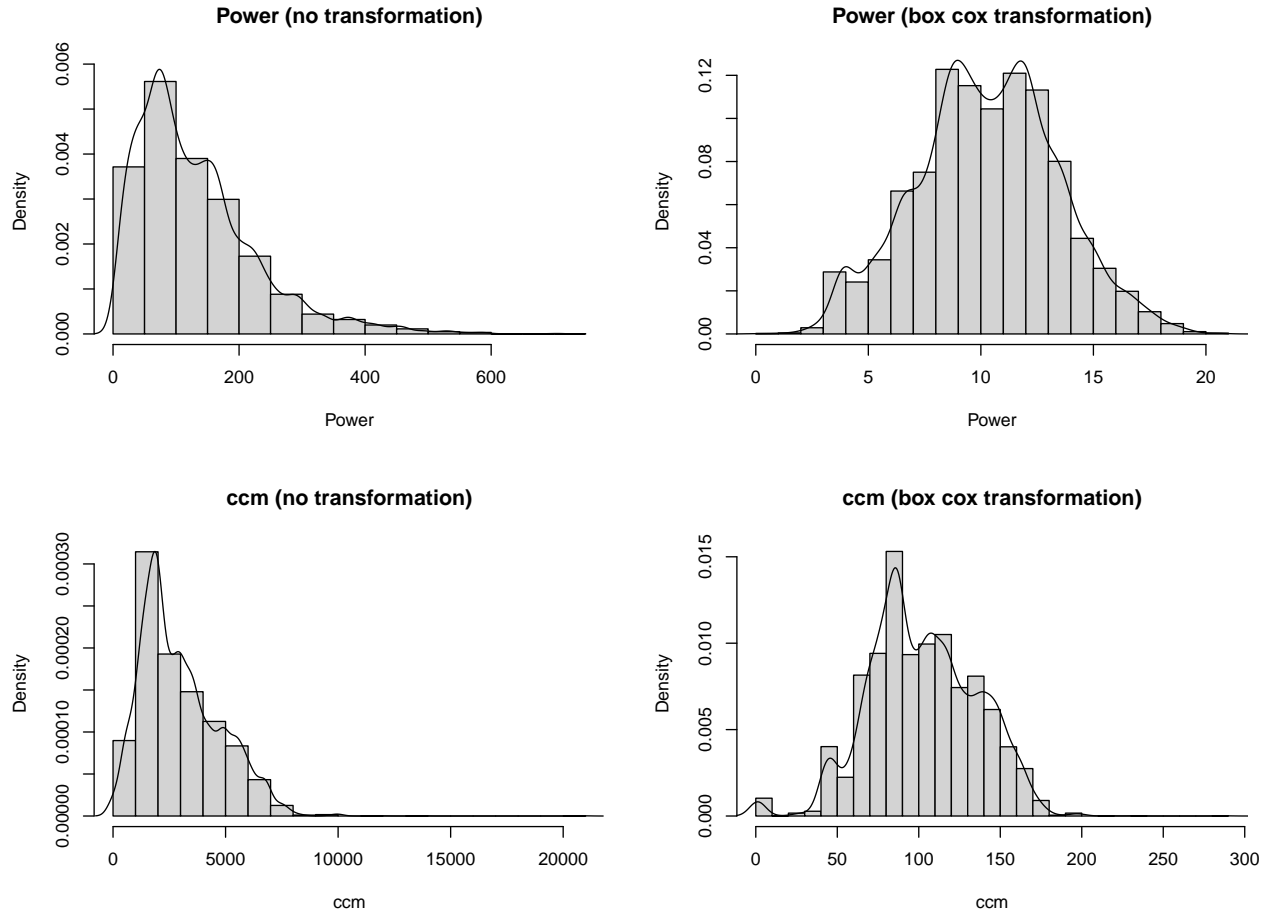 Power (no transformation)
Density
0.000 0.002 0.004 0.006
0 200 400 600
Power
Power (box cox transformation)
Density
0.00 0.04 0.08 0.12
0 5 10 15 20
Power
ccm (no transformation)
Density
0.00000 0.00010 0.00020 0.00030
0 5000 10000 15000 20000
ccm
ccm (box cox transformation)
Density
0.000 0.005 0.010 0.015
0 50 100 150 200 250 300
ccm